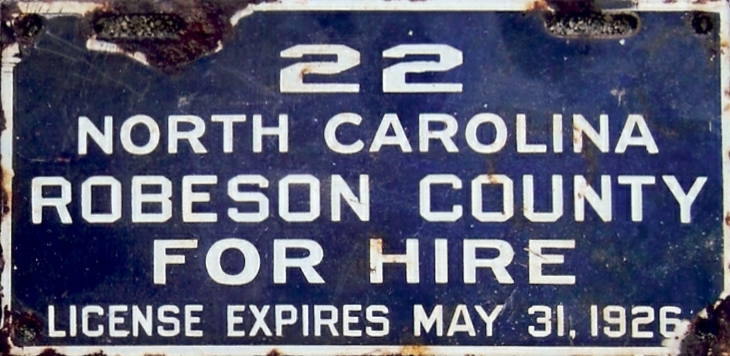 22
NORTH CAROLINA
ROBESON COUNTY
FOR HIRE
LICENSE EXPIRES MAY 31, 1926